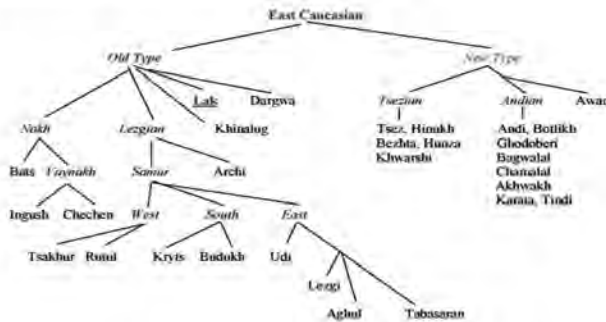 East Caucasian
Old Type
New Type
Lak
Dargwa
Tsezian
Andian
Avar
Nakh
Lezgian
Khinalug
Tsez, Hinukh
Bezhta, Hunza
Khwarshi
Andi, Botlikh
Ghodoberi
Bagwalal
Chamalal
Akhwakh
Karata, Tindi
Bats
Vaynakh
Samur
Archi
Ingush
Chechen
West
South
East
Tsakhur
Rutul
Kryts
Budukh
Udi
Lezgi
Aghul
Tabasaran